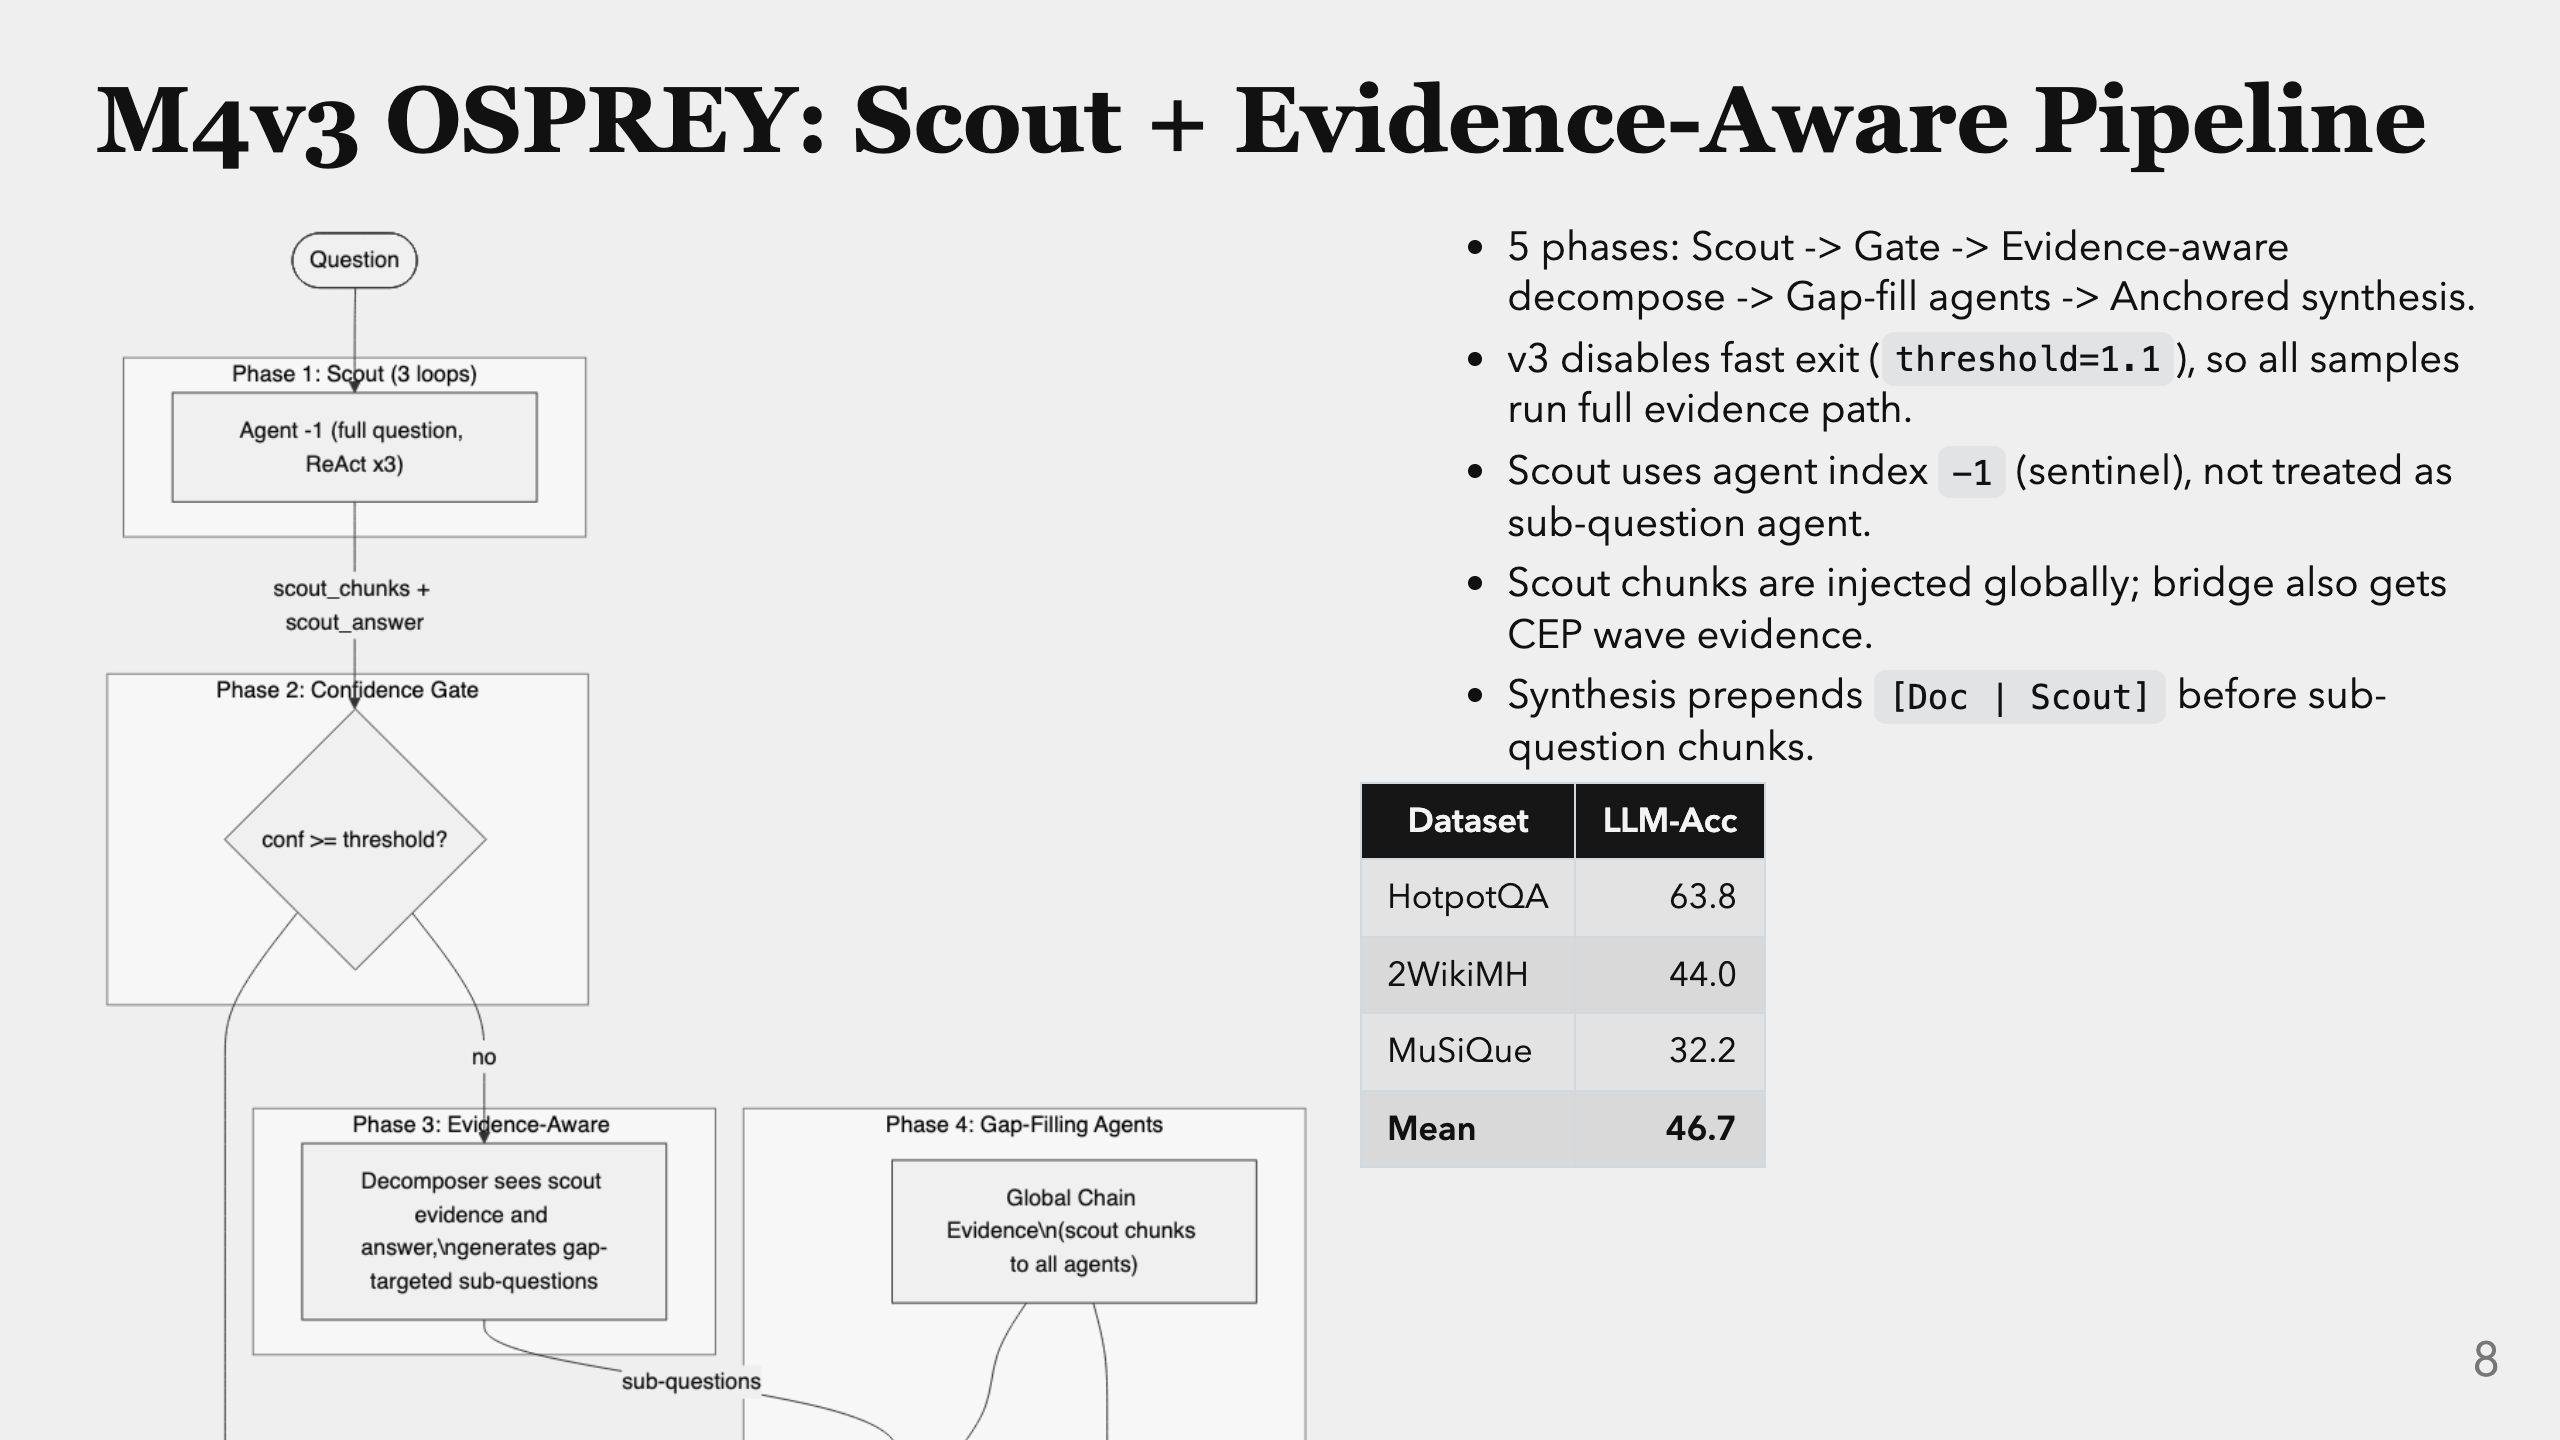 M4v3 OSPREY: Scout + Evidence-Aware Pipeline
Question
Phase 1: Scout (3 loops)
Agent -1 (full question,
ReAct x3)
scout_chunks +
scout_answer
Phase 2: Confidence Gate
conf >= threshold?
no
Phase 3: Evidence-Aware
Decomposer sees scout
evidence and
answer,\ngenerates gap-
targeted sub-questions
sub-questions
Phase 4: Gap-Filling Agents
Global Chain
Evidence\n(scout chunks
to all agents)
• 5 phases: Scout -> Gate -> Evidence-aware
decompose -> Gap-fill agents -> Anchored synthesis.
• v3 disables fast exit ( threshold=1.1 ), so all samples
run full evidence path.
• Scout uses agent index −1 (sentinel), not treated as
sub-question agent.
• Scout chunks are injected globally; bridge also gets
CEP wave evidence.
• Synthesis prepends [Doc | Scout] before sub-
question chunks.
Dataset LLM-Acc
HotpotQA 63.8
2WikiMH 44.0
MuSiQue 32.2
Mean 46.7
8